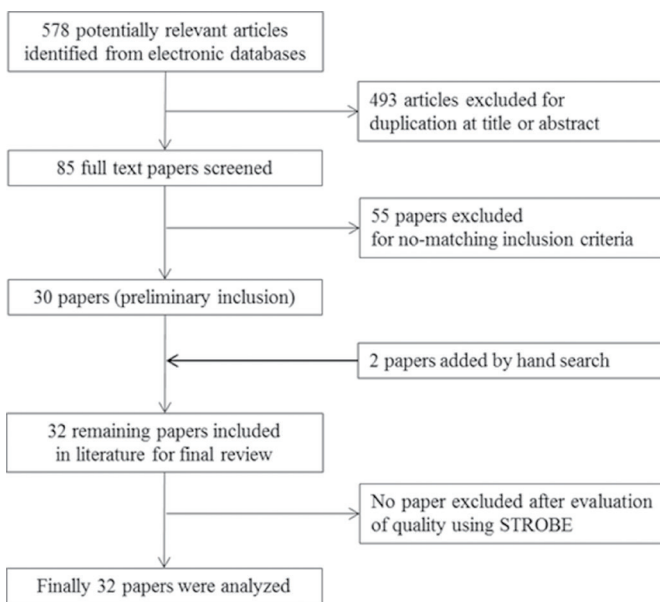 578 potentially relevant articles
identified from electronic databases
493 articles excluded for
duplication at title or abstract
85 full text papers screened
55 papers excluded
for no-matching inclusion criteria
30 papers (preliminary inclusion)
2 papers added by hand search
32 remaining papers included
in literature for final review
No paper excluded after evaluation
of quality using STROBE
Finally 32 papers were analyzed